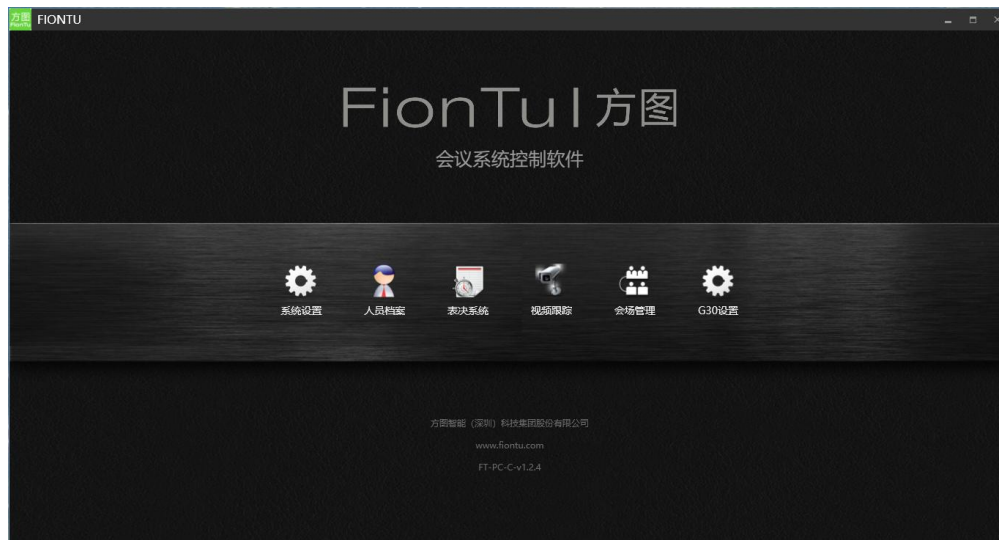 方图
FionTu
FIONTU
FionTu|方图
会议系统控制软件
系统设置 人员档案 表决系统 视频跟踪 会场管理 G30设置
方图智能（深圳）科技集团股份有限公司
www.fiontu.com
FT-PC-C-v1.2.4